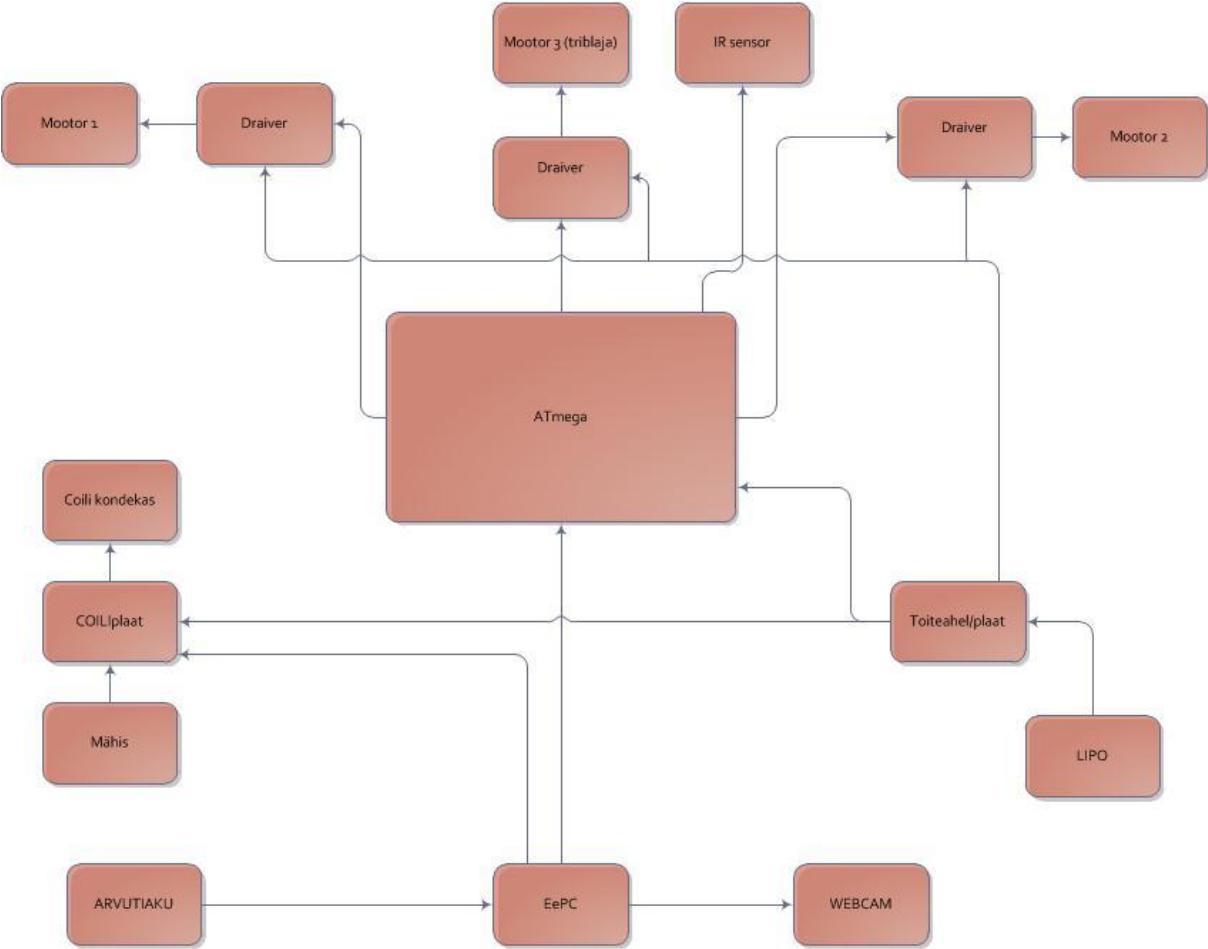 Mootor 3 (triblaja)
IR sensor
Mootor 1
Draiver
Draiver
Draiver
Mootor 2
ATmega
Coili kondekas
COILIplaat
Toiteahel/plaat
Mähis
LIPO
ARVUTIAKU
EePC
WEBCAM